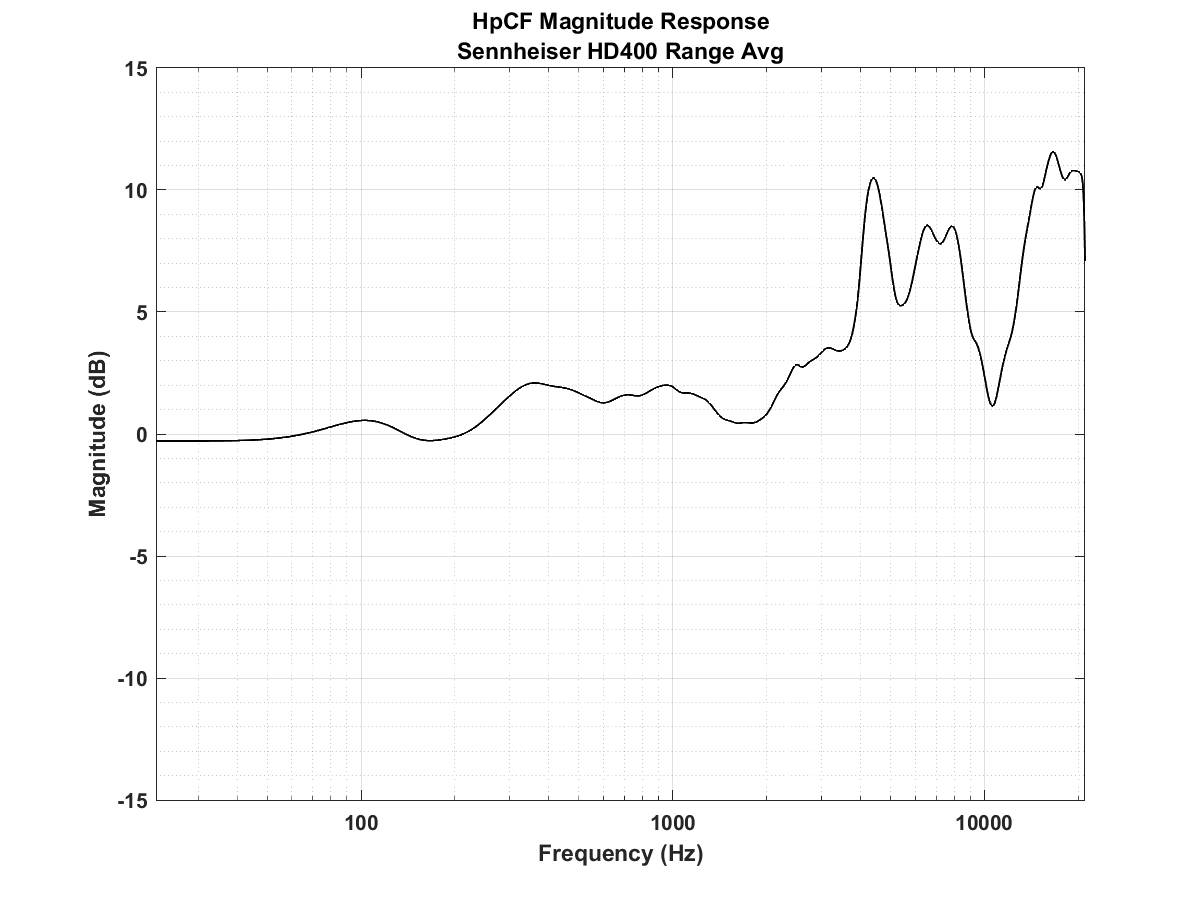 HpCF Magnitude Response
Sennheiser HD400 Range Avg
15
10
5
0
-5
-10
-15
Magnitude (dB)
100
1000
10000
Frequency (Hz)